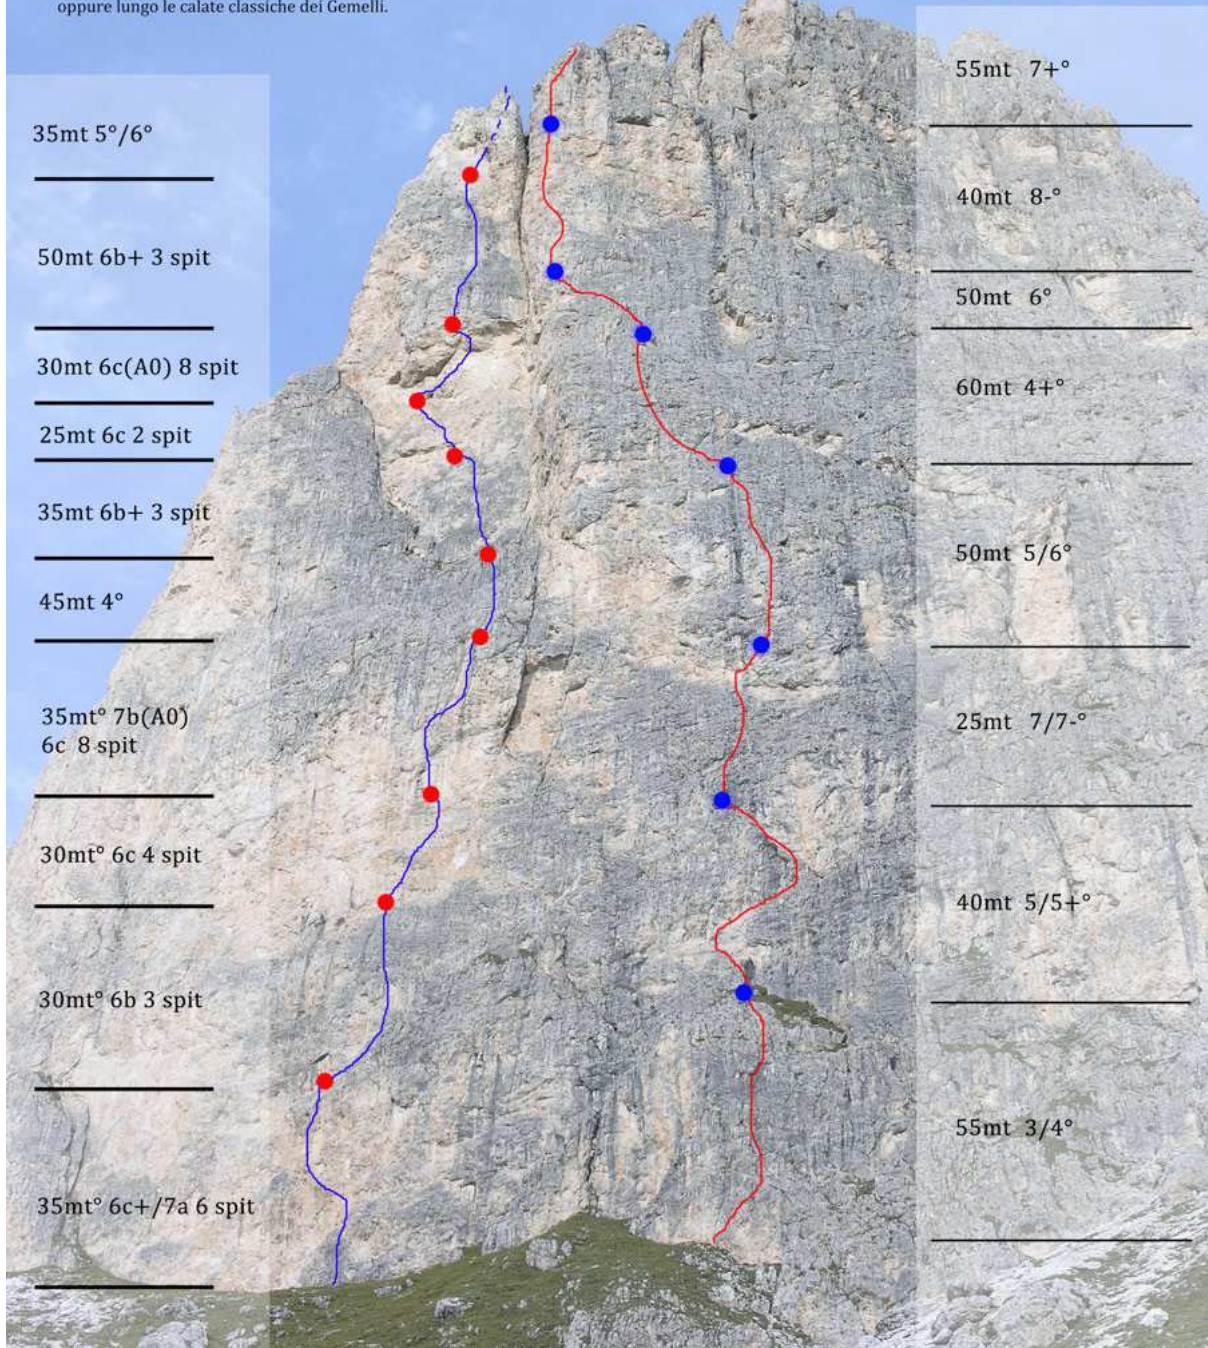 oppure lungo le calate classiche dei Gemelli.
35mt 5°/6°
50mt 6b+ 3 spit
30mt 6c(A0) 8 spit
25mt 6c 2 spit
35mt 6b+ 3 spit
45mt 4°
35mt° 7b(A0)
6c 8 spit
30mt° 6c 4 spit
30mt° 6b 3 spit
35mt° 6c+/7a 6 spit
55mt 7+°
40mt 8-°
50mt 6°
60mt 4+°
50mt 5/6°
25mt 7/7-°
40mt 5/5+°
55mt 3/4°